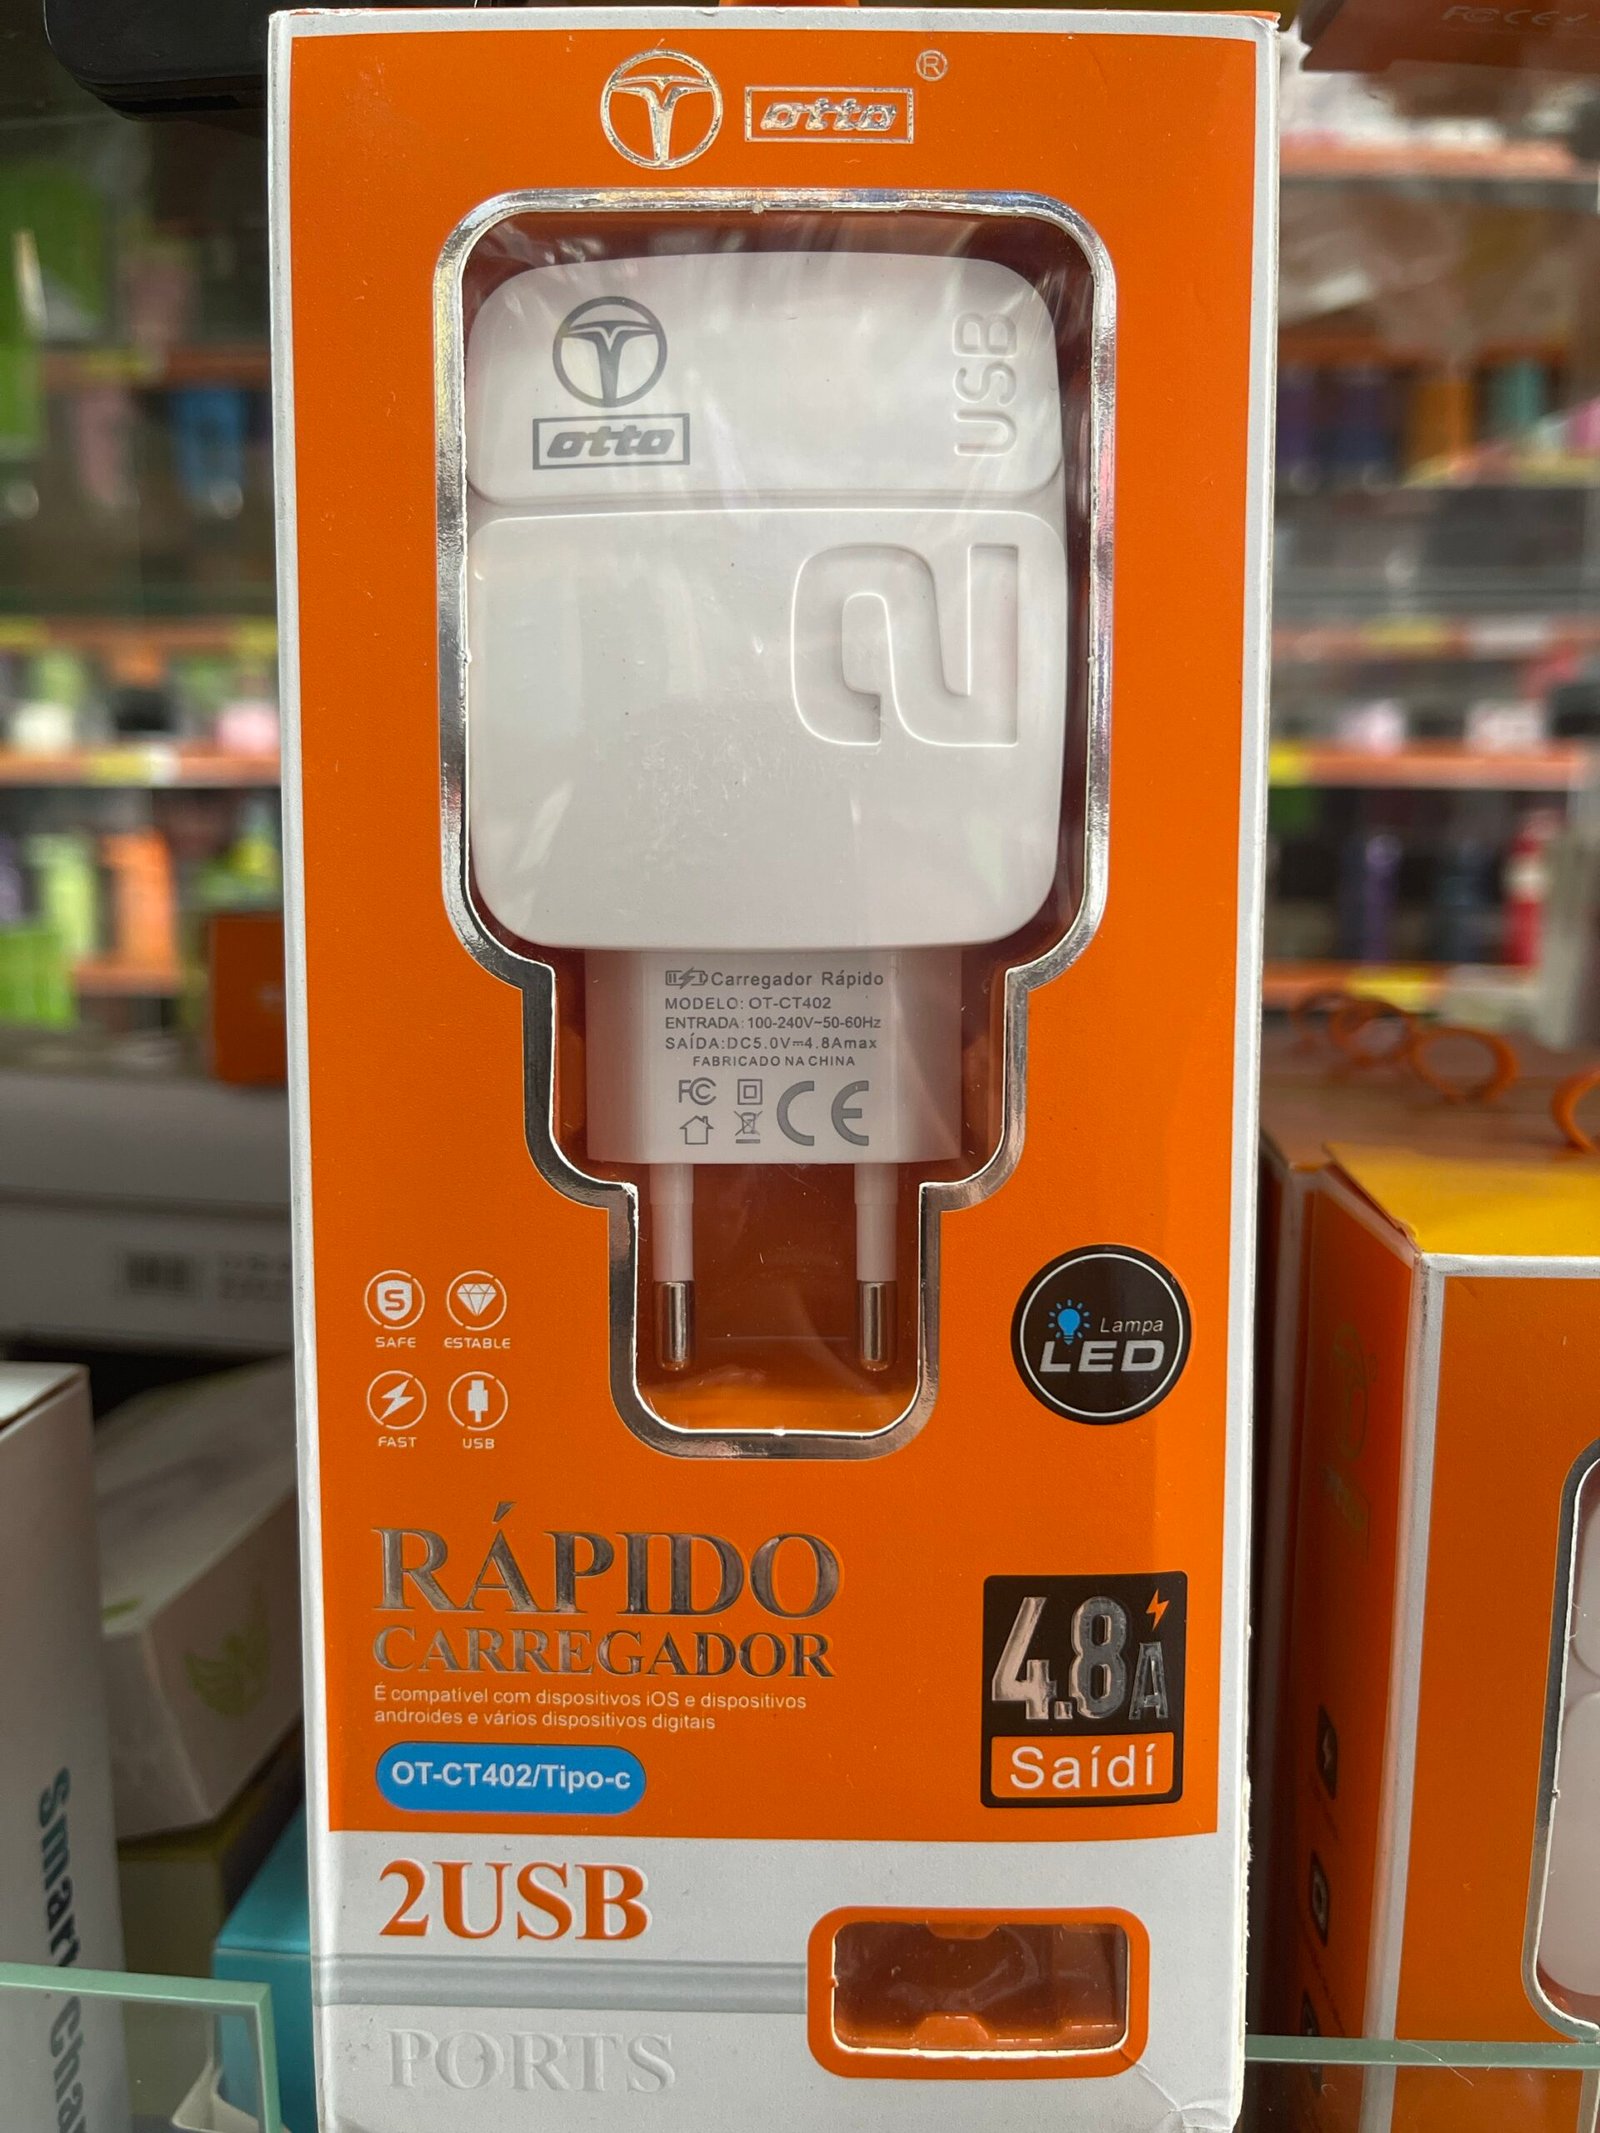 otto ®
otto
USB
2
Carregador Rápido
MODELO: OT-CT402
ENTRADA: 100-240V~50-60Hz
SAÍDA:DC5.0V⎓4.8Amax
FABRICADO NA CHINA
FC CE
S
SAFE ESTABLE
FAST USB
Lampa
LED
RÁPIDO
CARREGADOR
É compatível com dispositivos iOS e dispositivos
androides e vários dispositivos digitais
OT-CT402/Tipo-c
4.8A
Saídí
2USB
PORTS
smart